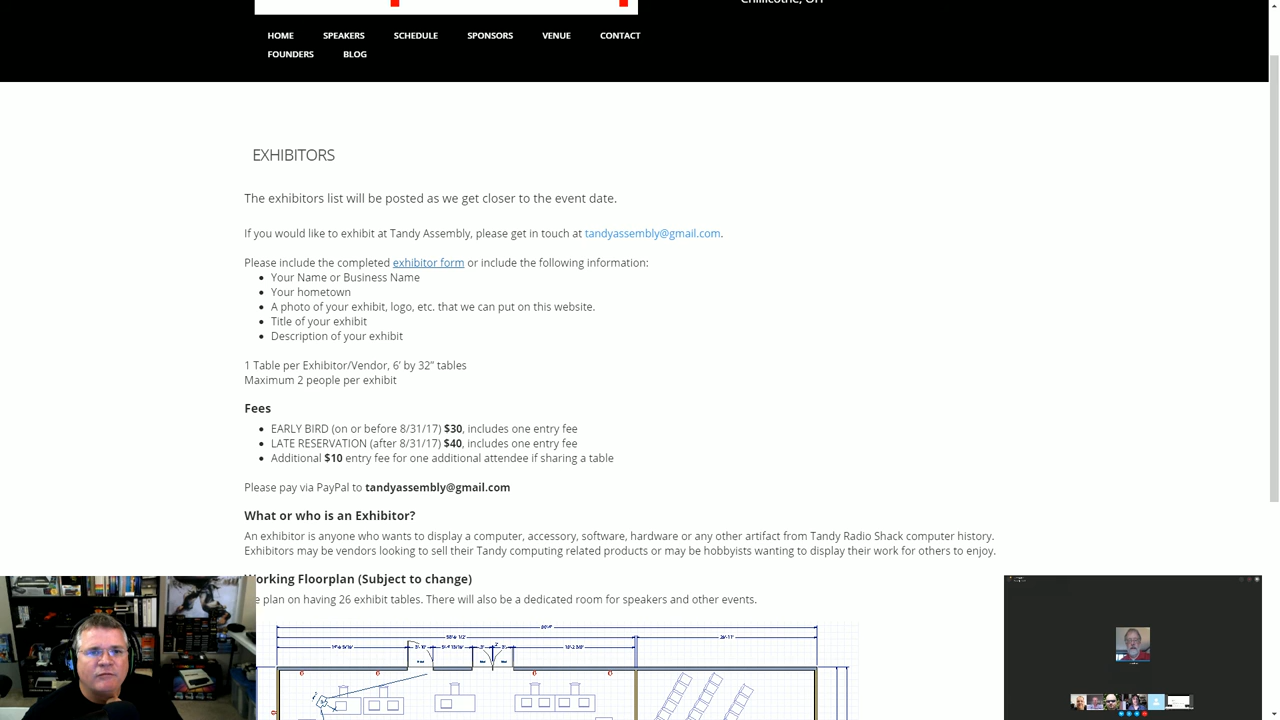 Chillicothe, OH
HOME SPEAKERS SCHEDULE SPONSORS VENUE CONTACT
FOUNDERS BLOG
EXHIBITORS
The exhibitors list will be posted as we get closer to the event date.
If you would like to exhibit at Tandy Assembly, please get in touch at tandyassembly@gmail.com.
Please include the completed exhibitor form or include the following information:
Your Name or Business Name
Your hometown
A photo of your exhibit, logo, etc. that we can put on this website.
Title of your exhibit
Description of your exhibit
1 Table per Exhibitor/Vendor, 6’ by 32” tables
Maximum 2 people per exhibit
Fees
EARLY BIRD (on or before 8/31/17) $30, includes one entry fee
LATE RESERVATION (after 8/31/17) $40, includes one entry fee
Additional $10 entry fee for one additional attendee if sharing a table
Please pay via PayPal to tandyassembly@gmail.com
What or who is an Exhibitor?
An exhibitor is anyone who wants to display a computer, accessory, software, hardware or any other artifact from Tandy Radio Shack computer history.
Exhibitors may be vendors looking to sell their Tandy computing related products or may be hobbyists wanting to display their work for others to enjoy.
Working Floorplan (Subject to change)
plan on having 26 exhibit tables. There will also be a dedicated room for speakers and other events.